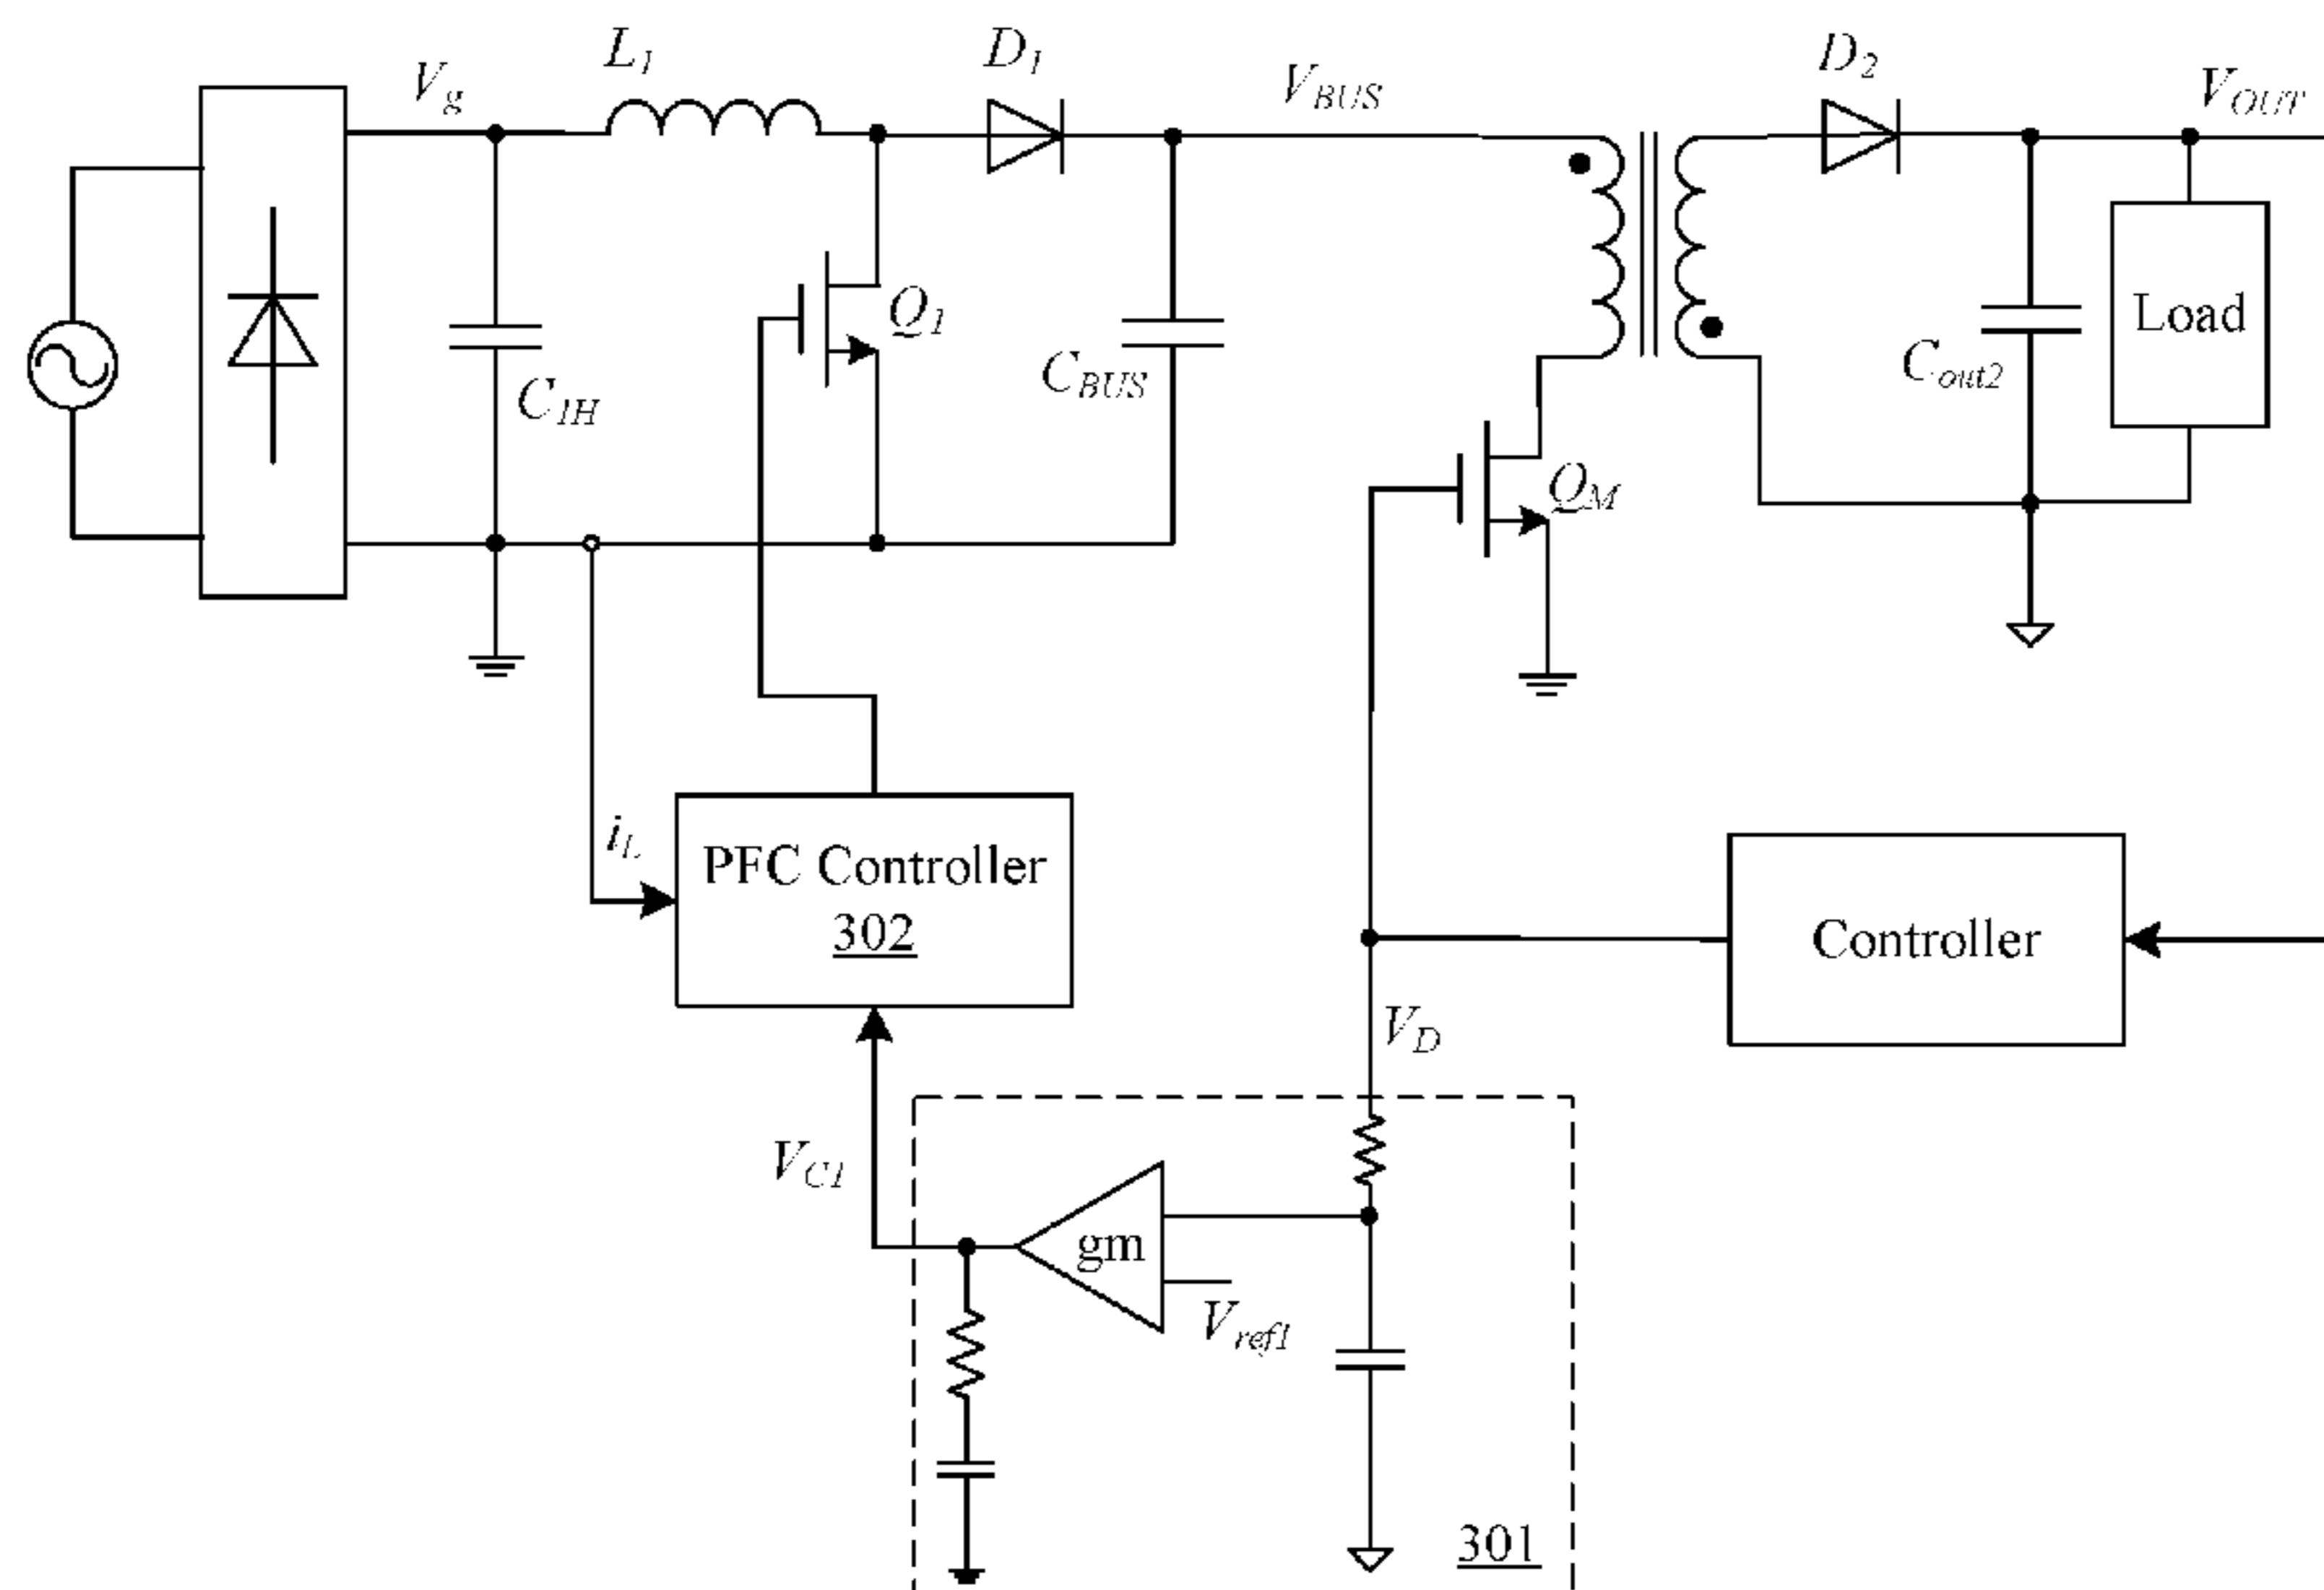 Vg
L1
D1
VBUS
D2
VOUT
Q1
C1H
CBUS
QM
Cout2
Load
iL
PFC Controller
302
Controller
VD
VC1
gm
Vref1
301